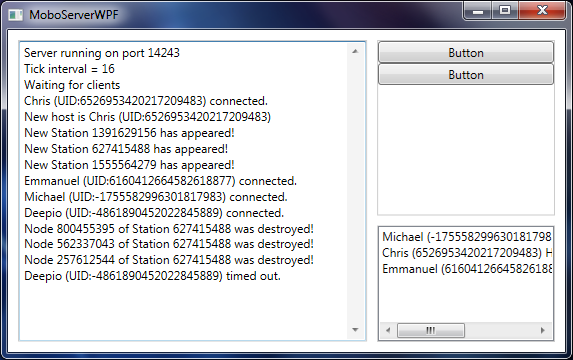 MoboServerWPF
Server running on port 14243
Tick interval = 16
Waiting for clients
Chris (UID:6526953420217209483) connected.
New host is Chris (UID:6526953420217209483)
New Station 1391629156 has appeared!
New Station 627415488 has appeared!
New Station 1555564279 has appeared!
Emmanuel (UID:6160412664582618877) connected.
Michael (UID:-1755582996301817983) connected.
Deepio (UID:-4861890452022845889) connected.
Node 800455395 of Station 627415488 was destroyed!
Node 562337043 of Station 627415488 was destroyed!
Node 257612544 of Station 627415488 was destroyed!
Deepio (UID:-4861890452022845889) timed out.
Button
Button
Michael (-175558299630181798
Chris (6526953420217209483) H
Emmanuel (61604126645826188